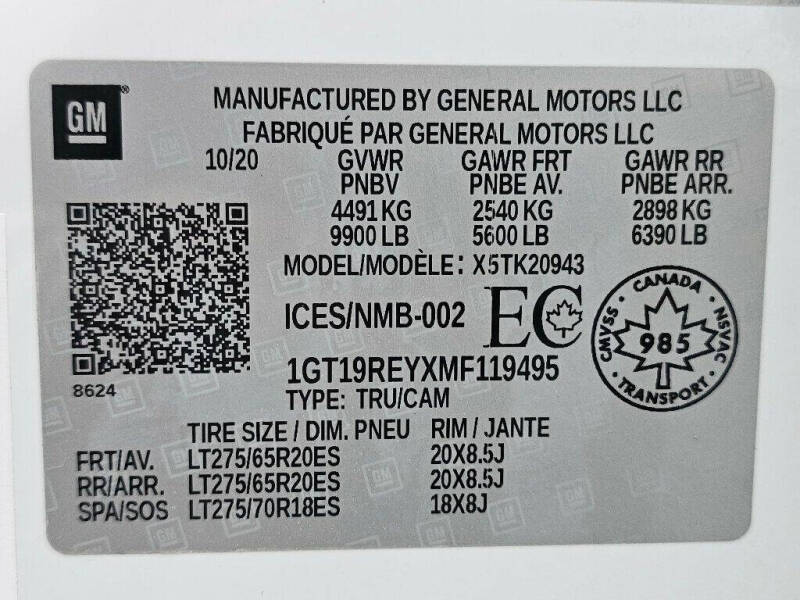 GM®
MANUFACTURED BY GENERAL MOTORS LLC
FABRIQUÉ PAR GENERAL MOTORS LLC
10/20 GVWR GAWR FRT GAWR RR
PNBV PNBE AV. PNBE ARR.
4491 KG 2540 KG 2898 KG
9900 LB 5600 LB 6390 LB
MODEL/MODÈLE: X5TK20943
ICES/NMB-002 EC
CANADA
CMVSS 985 NSVAC
TRANSPORT
8624
1GT19REYXMF119495
TYPE: TRU/CAM
TIRE SIZE / DIM. PNEU RIM / JANTE
FRT/AV. LT275/65R20ES 20X8.5J
RR/ARR. LT275/65R20ES 20X8.5J
SPA/SOS LT275/70R18ES 18X8J